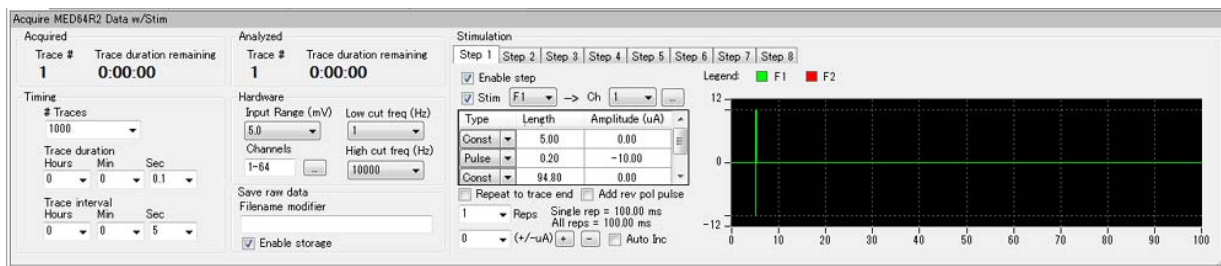 Acquire MED64R2 Data w/Stim
Acquired
Trace # Trace duration remaining
1 0:00:00
Analyzed
Trace # Trace duration remaining
1 0:00:00
Timing
# Traces
1000
Trace duration
Hours Min Sec
0 0 0.1
Trace interval
Hours Min Sec
0 0 5
Hardware
Input Range (mV) Low cut freq (Hz)
5.0 1
Channels High cut freq (Hz)
1-64 ... 10000
Save raw data
Filename modifier
Enable storage
Stimulation
Step 1 Step 2 Step 3 Step 4 Step 5 Step 6 Step 7 Step 8
Enable step
Stim F1 -> Ch 1 ...
Type Length Amplitude (uA)
Const 5.00 0.00
Pulse 0.20 -10.00
Const 94.80 0.00
Repeat to trace end Add rev pol pulse
1 Reps Single rep = 100.00 ms
All reps = 100.00 ms
0 (+/-uA) + - Auto Inc
Legend: F1 F2
12
0
-12
0 10 20 30 40 50 60 70 80 90 100